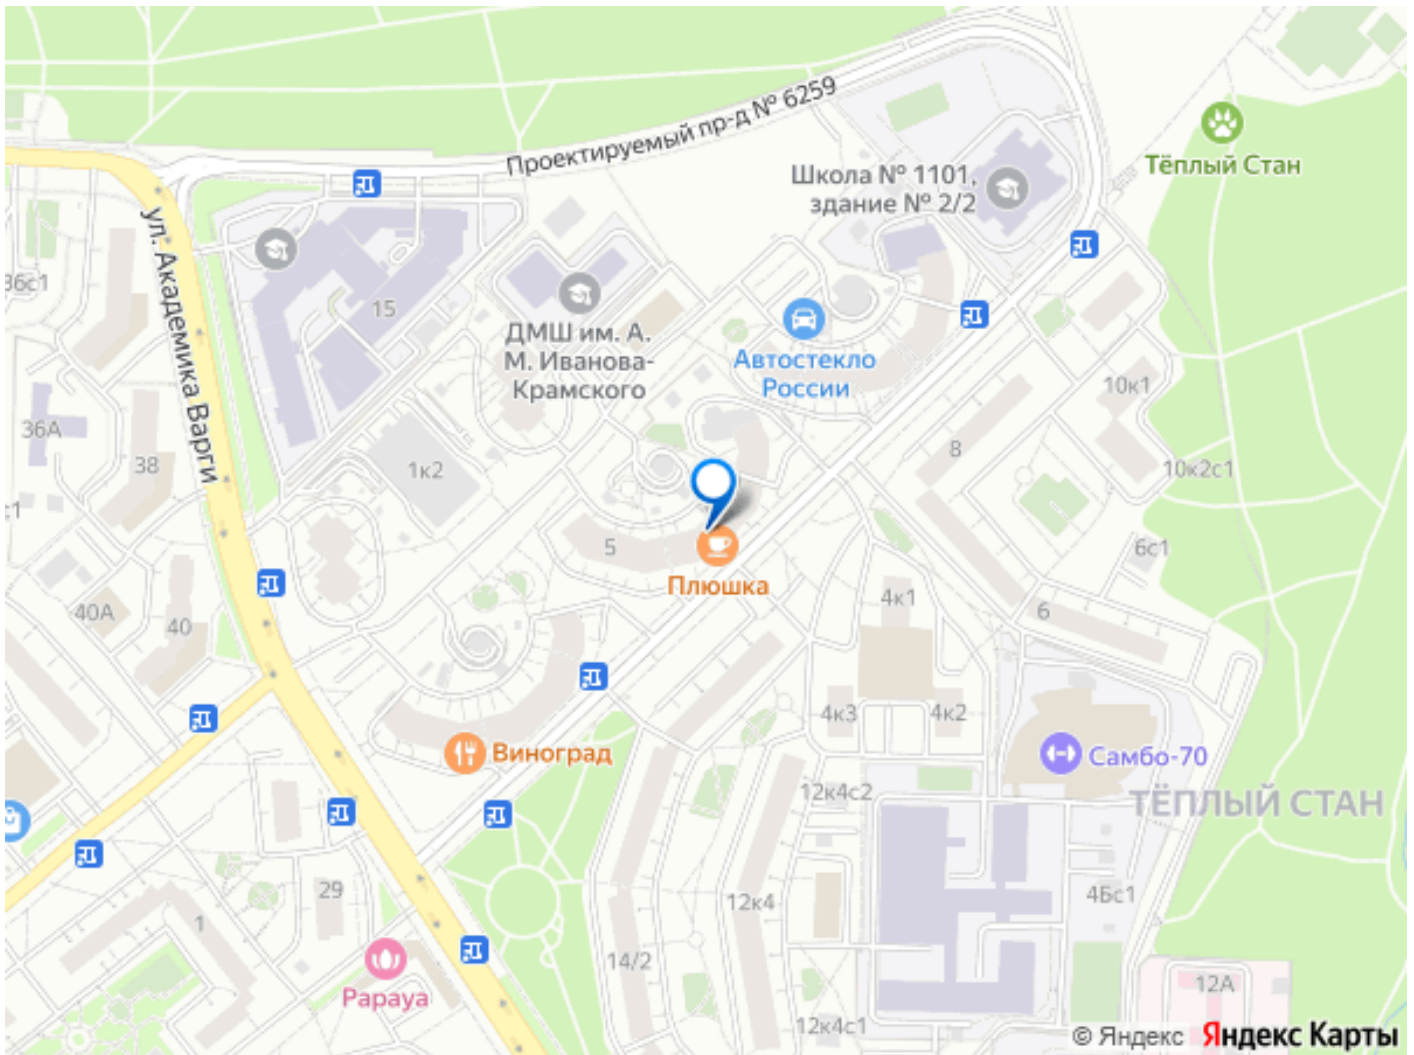 Проектируемый пр-д № 6259
Тёплый Стан
Школа № 1101,
здание № 2/2
ул. Академика Варги
36с1
15
ДМШ им. А.
М. Иванова-
Крамского
Автостекло
России
10к1
36А
38
1к2
8
10к2с1
5
6с1
Плюшка
4к1
40А
40
6
4к3
4к2
Виноград
Самбо-70
12к4с2
ТЁПЛЫЙ СТАН
29
12к4
4Бс1
1
14/2
Papaya
12А
12к4с1
© Яндекс Яндекс Карты